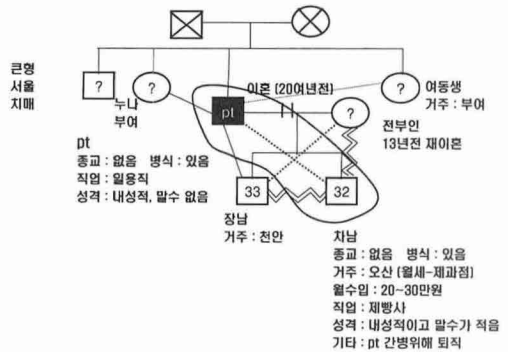 큰형
서울
치매
?
?
누나
부여
pt
이혼 (20여년전)
?
여동생
거주 : 부여
?
전부인
13년전 재이혼
pt
종교 : 없음 병식 : 있음
직업 : 일용직
성격 : 내성적, 말수 없음
33
장남
거주 : 천안
32
차남
종교 : 없음 병식 : 있음
거주 : 오산 (월세-제과점)
월수입 : 20~30만원
직업 : 제빵사
성격 : 내성적이고 말수가 적음
기타 : pt 간병위해 퇴직